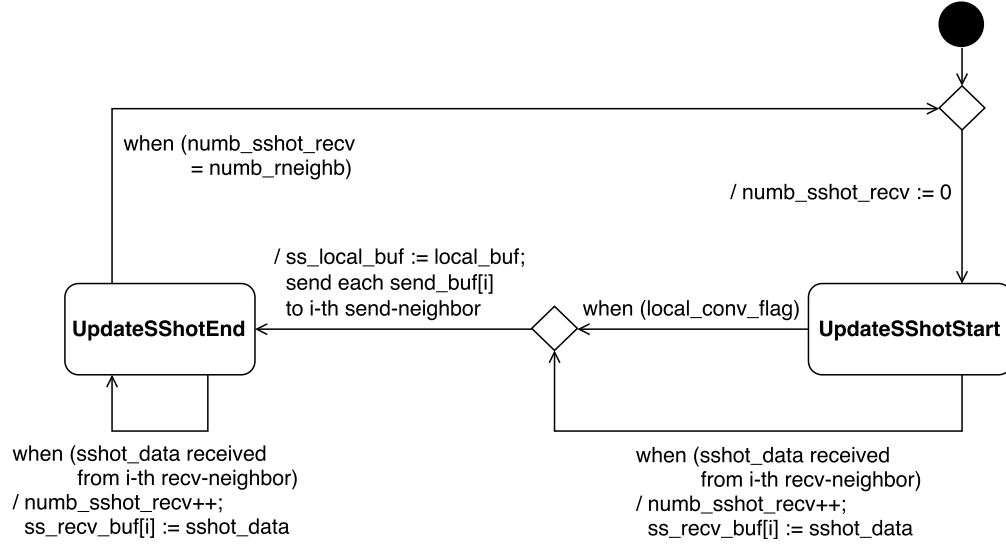 when (numb_sshot_recv
= numb_rneighb)
/ numb_sshot_recv := 0
/ ss_local_buf := local_buf;
send each send_buf[i]
to i-th send-neighbor
when (local_conv_flag)
UpdateSShotEnd
UpdateSShotStart
when (sshot_data received
from i-th recv-neighbor)
/ numb_sshot_recv++;
ss_recv_buf[i] := sshot_data
when (sshot_data received
from i-th recv-neighbor)
/ numb_sshot_recv++;
ss_recv_buf[i] := sshot_data